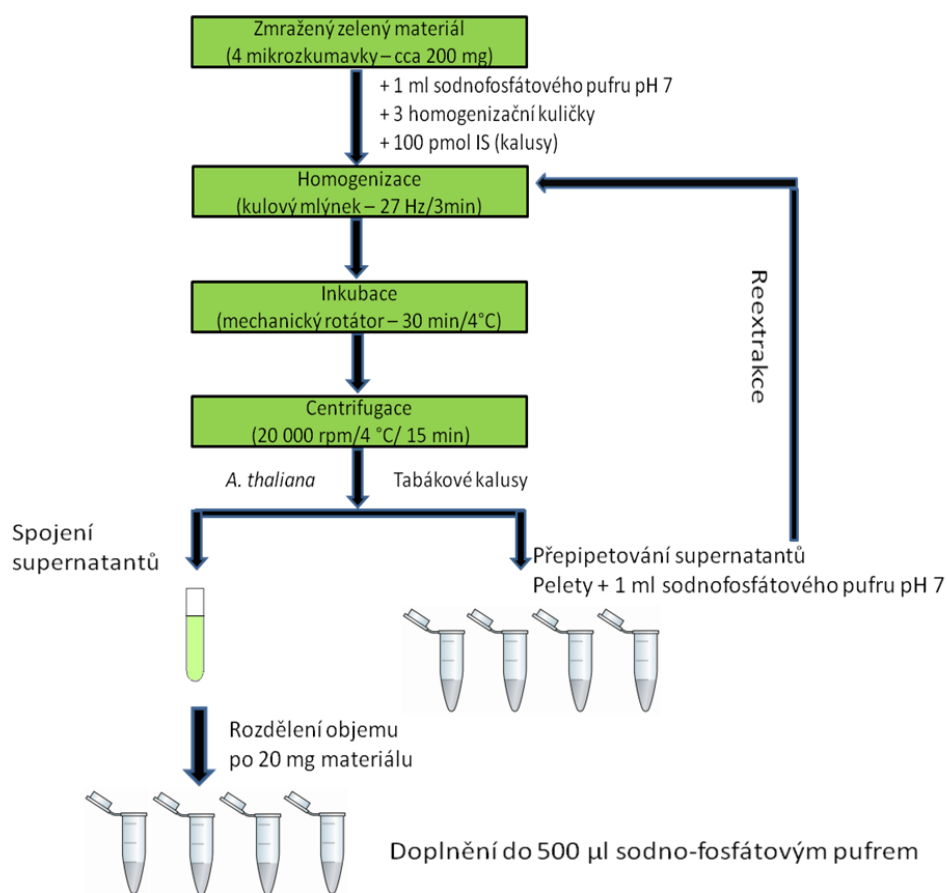 Zmražený zelený materiál
(4 mikrozkumavky – cca 200 mg)
+ 1 ml sodnofosfátového pufru pH 7
+ 3 homogenizační kuličky
+ 100 pmol IS (kalusy)
Homogenizace
(kulový mlýnek – 27 Hz/3min)
Inkubace
(mechanický rotátor – 30 min/4°C)
Reextrakce
Centrifugace
(20 000 rpm/4 °C/ 15 min)
A. thaliana
Tabákové kalusy
Spojení
supernatantů
Přepipetování supernatantů
Pelety + 1 ml sodnofosfátového pufru pH 7
Rozdělení objemu
po 20 mg materiálu
Doplnění do 500 µl sodno-fosfátovým pufrem